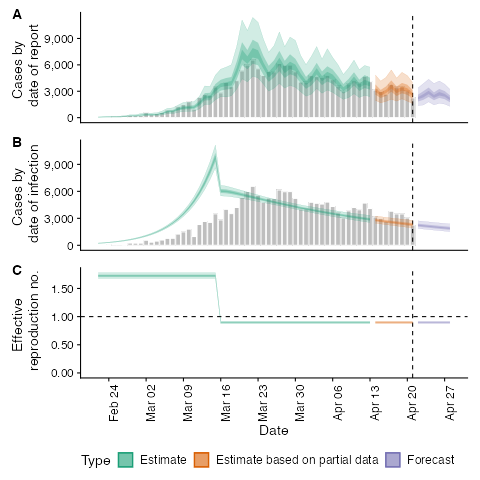 A
Cases by
date of report
9,000
6,000
3,000
0
B
Cases by
date of infection
9,000
6,000
3,000
0
C
Effective
reproduction no.
1.50
1.00
0.50
0.00
Feb 24
Mar 02
Mar 09
Mar 16
Mar 23
Mar 30
Apr 06
Apr 13
Apr 20
Apr 27
Date
Type Estimate Estimate based on partial data Forecast